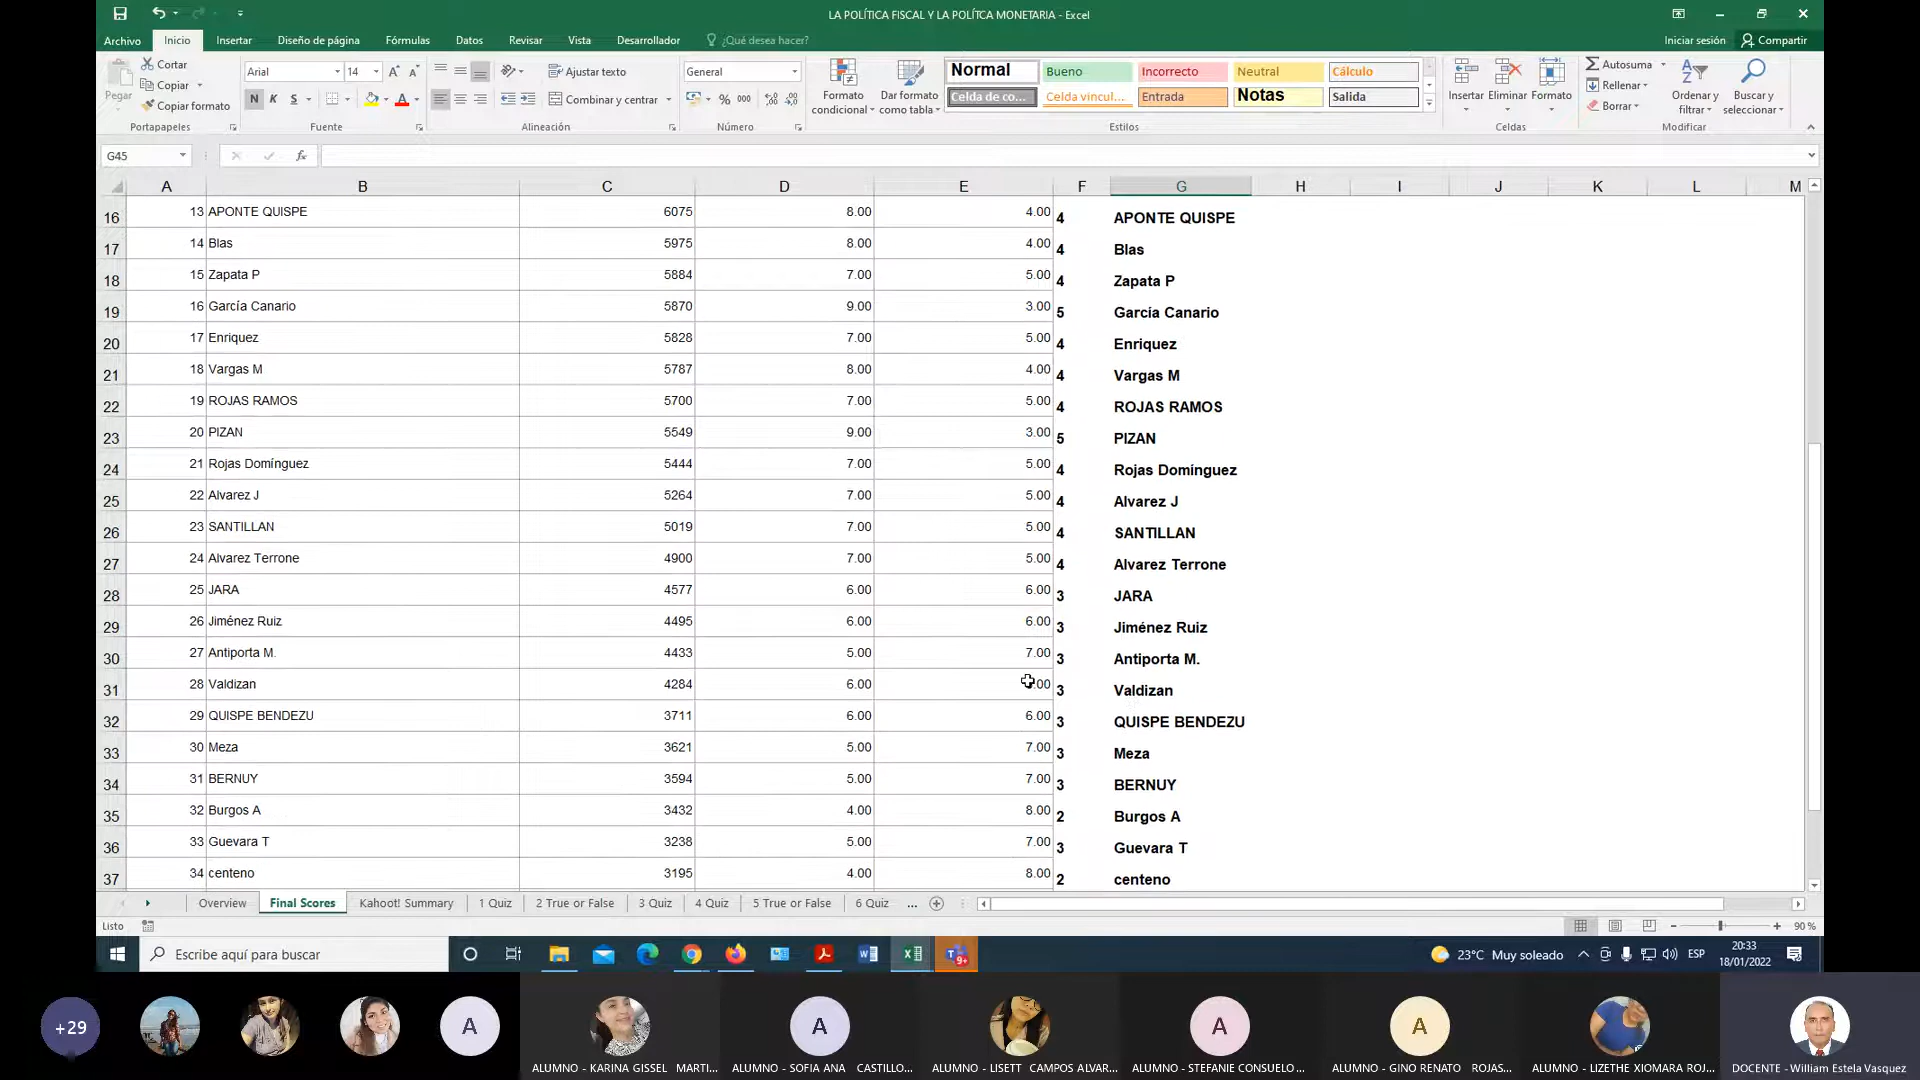 LA POLÍTICA FISCAL Y LA POLÍTCA MONETARIA - Excel
Archivo Inicio Insertar Diseño de página Fórmulas Datos Revisar Vista Desarrollador ¿Qué desea hacer? Iniciar sesión Compartir
Pegar Cortar Copiar Copiar formato
Arial 14 N K S
Ajustar texto Combinar y centrar
General % 000
Formato condicional Dar formato como tabla
Normal Bueno Incorrecto Neutral Cálculo
Celda de co... Celda vincul... Entrada Notas Salida
Insertar Eliminar Formato
Autosuma Rellenar Borrar Ordenar y filtrar Buscar y seleccionar
Portapapeles Fuente Alineación Número Estilos Celdas Modificar
G45 fx
A B C D E F G H I J K L M
16 13 APONTE QUISPE 6075 8.00 4.00 4 APONTE QUISPE
17 14 Blas 5975 8.00 4.00 4 Blas
18 15 Zapata P 5884 7.00 5.00 4 Zapata P
19 16 García Canario 5870 9.00 3.00 5 García Canario
20 17 Enriquez 5828 7.00 5.00 4 Enriquez
21 18 Vargas M 5787 8.00 4.00 4 Vargas M
22 19 ROJAS RAMOS 5700 7.00 5.00 4 ROJAS RAMOS
23 20 PIZAN 5549 9.00 3.00 5 PIZAN
24 21 Rojas Domínguez 5444 7.00 5.00 4 Rojas Domínguez
25 22 Alvarez J 5264 7.00 5.00 4 Alvarez J
26 23 SANTILLAN 5019 7.00 5.00 4 SANTILLAN
27 24 Alvarez Terrone 4900 7.00 5.00 4 Alvarez Terrone
28 25 JARA 4577 6.00 6.00 3 JARA
29 26 Jiménez Ruiz 4495 6.00 6.00 3 Jiménez Ruiz
30 27 Antiporta M. 4433 5.00 7.00 3 Antiporta M.
31 28 Valdizan 4284 6.00 .00 3 Valdizan
32 29 QUISPE BENDEZU 3711 6.00 6.00 3 QUISPE BENDEZU
33 30 Meza 3621 5.00 7.00 3 Meza
34 31 BERNUY 3594 5.00 7.00 3 BERNUY
35 32 Burgos A 3432 4.00 8.00 2 Burgos A
36 33 Guevara T 3238 5.00 7.00 3 Guevara T
37 34 centeno 3195 4.00 8.00 2 centeno
Overview Final Scores Kahoot! Summary 1 Quiz 2 True or False 3 Quiz 4 Quiz 5 True or False 6 Quiz ...
Listo 90 %
Escribe aquí para buscar 9+ 23°C Muy soleado ESP 20:33
18/01/2022
+29 A A A A
ALUMNO - KARINA GISSEL MARTI... ALUMNO - SOFIA ANA CASTILLO... ALUMNO - LISETT CAMPOS ALVAR... ALUMNO - STEFANIE CONSUELO ... ALUMNO - GINO RENATO ROJAS... ALUMNO - LIZETHE XIOMARA ROJ... DOCENTE - William Estela Vasquez